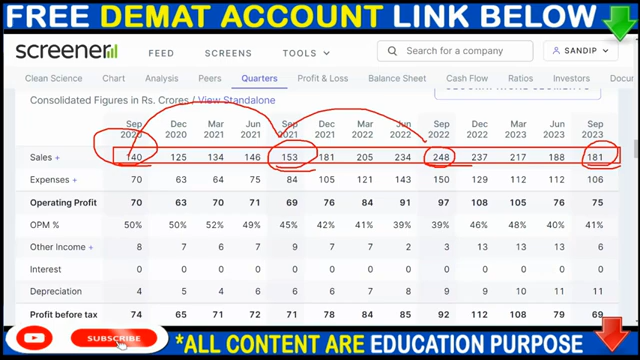 FREE DEMAT ACCOUNT LINK BELOW
screener FEED SCREENS TOOLS Search for a company SANDIP
Clean Science Chart Analysis Peers Quarters Profit & Loss Balance Sheet Cash Flow Ratios Investors
Consolidated Figures in Rs. Crores / View Standalone
Sep 2020 Dec 2020 Mar 2021 Jun 2021 Sep 2021 Dec 2021 Mar 2022 Jun 2022 Sep 2022 Dec 2022 Mar 2023 Jun 2023 Sep 2023
Sales + 140 125 134 146 153 181 205 234 248 237 217 188 181
Expenses + 70 63 64 75 84 105 121 143 150 129 112 112 106
Operating Profit 70 63 70 71 69 76 84 91 97 108 105 76 75
OPM % 50% 50% 52% 49% 45% 42% 41% 39% 39% 46% 48% 40% 41%
Other Income + 8 7 6 7 9 7 7 2 3 13 13 13 6
Interest 0 0 0 0 0 0 0 0 0 0 0 0 0
Depreciation 4 5 4 6 6 6 7 9 9 9 10 11 11
Profit before tax 74 65 71 72 71 78 84 85 92 112 108 78 69
SUBSCRIBE *ALL CONTENT ARE EDUCATION PURPOSE